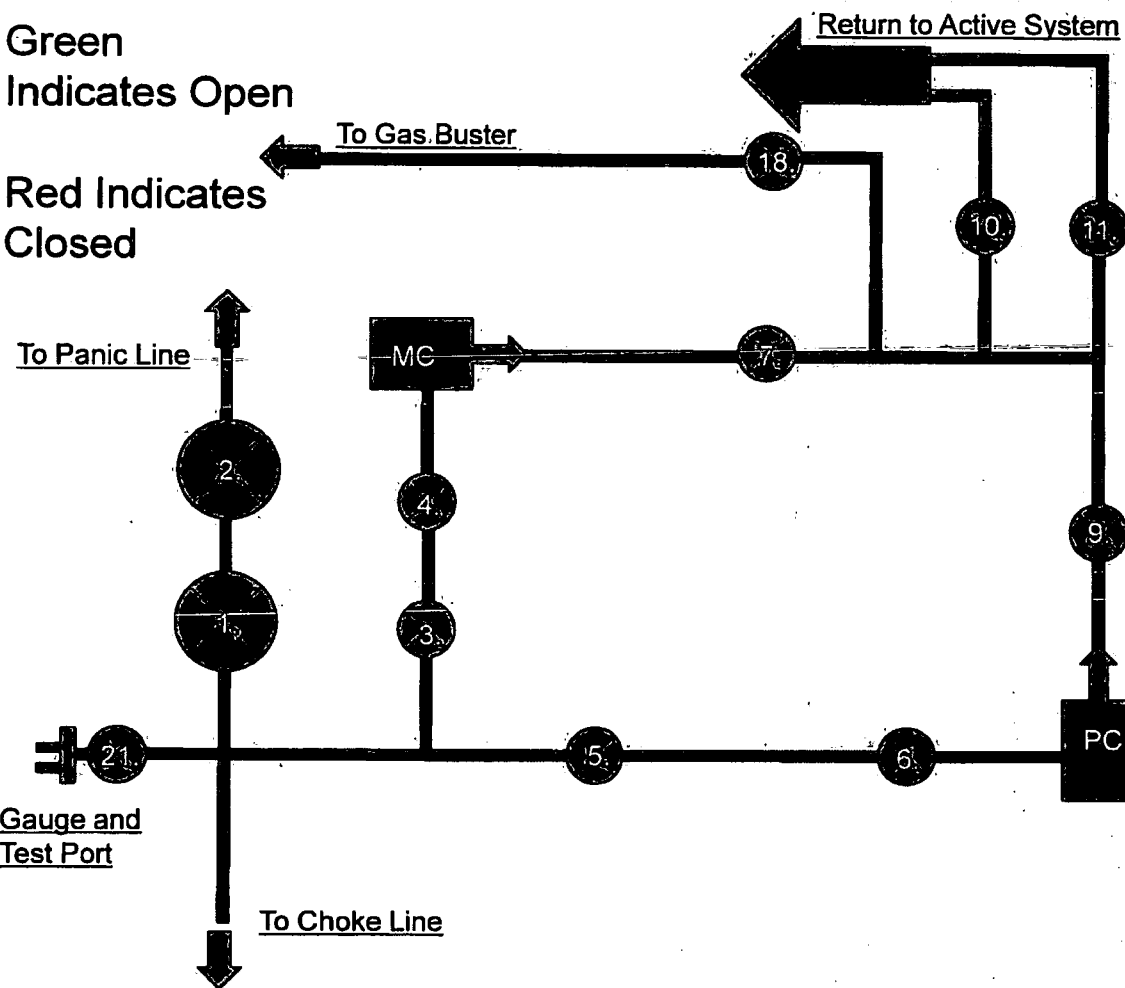 Green
Indicates Open
Return to Active System
To Gas Buster
18
Red Indicates
Closed
10
11
To Panic Line
MC
7
2
4
9
1
3
21
5
6
PC
Gauge and
Test Port
To Choke Line